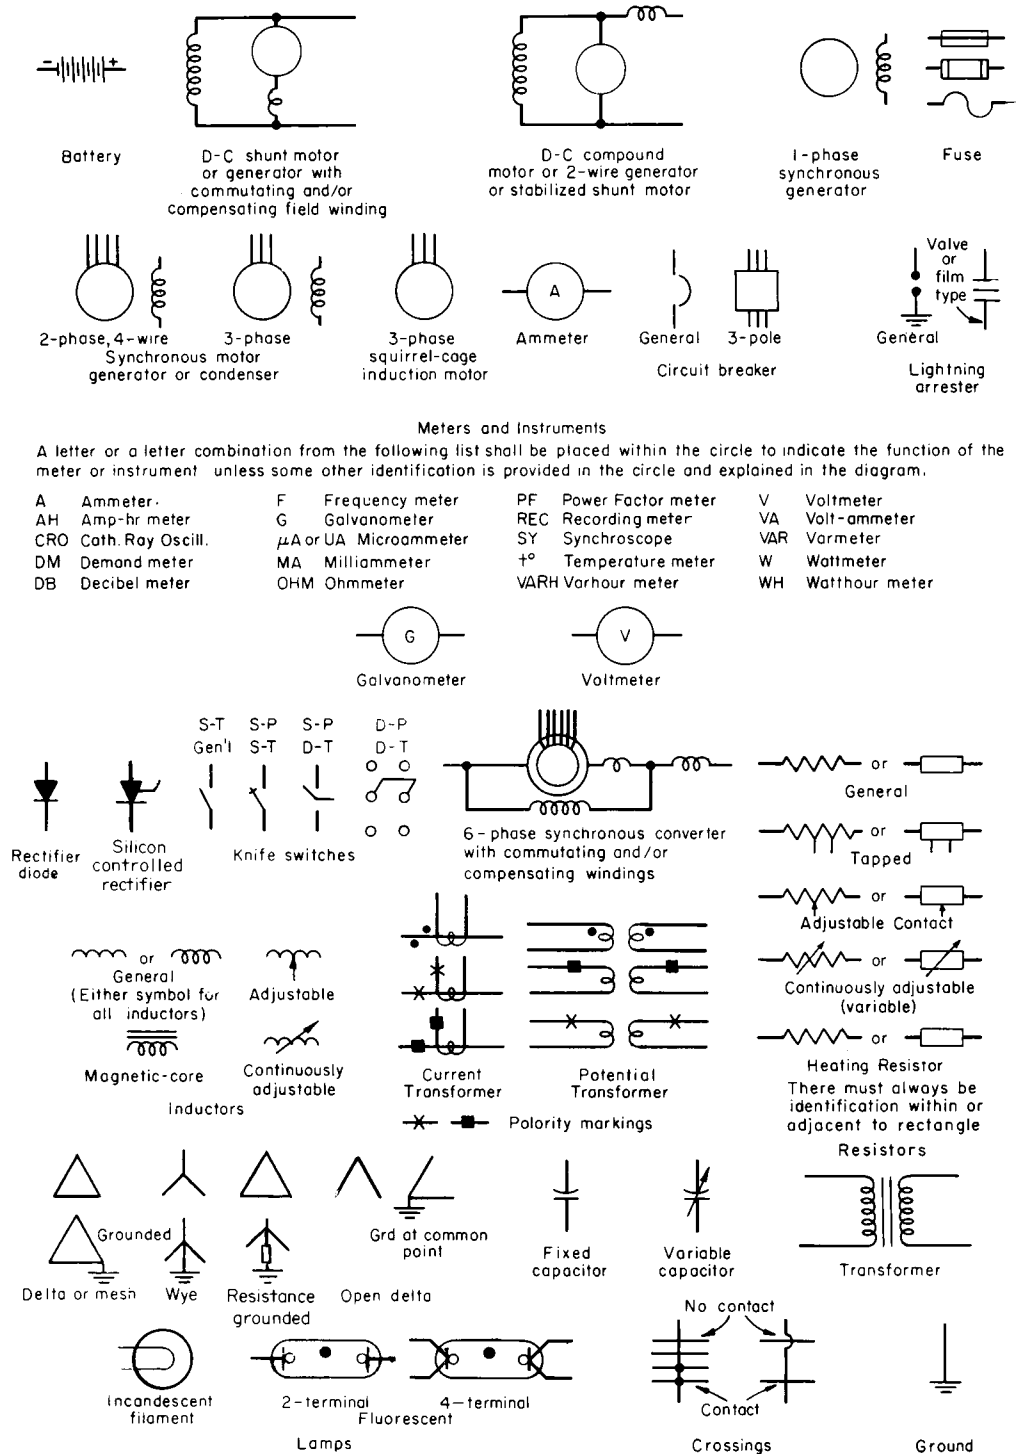 - +
Battery
D-C shunt motor
or generator with
commutating and/or
compensating field winding
D-C compound
motor or 2-wire generator
or stabilized shunt motor
1-phase
synchronous
generator
Fuse
2-phase, 4-wire
3-phase
Synchronous motor
generator or condenser
3-phase
squirrel-cage
induction motor
A
Ammeter
General
3-pole
Circuit breaker
Valve
or
film
type
General
Lightning
arrester
Meters and Instruments
A letter or a letter combination from the following list shall be placed within the circle to indicate the function of the
meter or instrument unless some other identification is provided in the circle and explained in the diagram.
A Ammeter. F Frequency meter PF Power Factor meter V Voltmeter
AH Amp-hr meter G Galvanometer REC Recording meter VA Volt-ammeter
CRO Cath. Ray Oscill. μA or UA Microammeter SY Synchroscope VAR Varmeter
DM Demand meter MA Milliammeter t° Temperature meter W Wattmeter
DB Decibel meter OHM Ohmmeter VARH Varhour meter WH Watthour meter
G
Galvanometer
V
Voltmeter
S-T S-P S-P D-P
Gen'l S-T D-T D-T
Knife switches
Rectifier
diode
Silicon
controlled
rectifier
6-phase synchronous converter
with commutating and/or
compensating windings
or
General
or
Tapped
or
Adjustable Contact
or
Continuously adjustable
(variable)
or
Heating Resistor
There must always be
identification within or
adjacent to rectangle
Resistors
or
General
(Either symbol for
all inductors)
Adjustable
Magnetic-core
Continuously
adjustable
Inductors
Current
Transformer
Potential
Transformer
Polority markings
Grounded
Grd at common
point
Delta or mesh
Wye
Resistance
grounded
Open delta
Fixed
capacitor
Variable
capacitor
Transformer
Incandescent
filament
2-terminal
4-terminal
Fluorescent
Lamps
No contact
Contact
Crossings
Ground